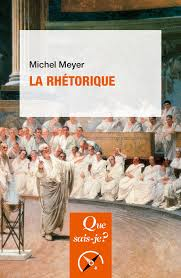 Michel Meyer
LA RHÉTORIQUE
Que
sais-je?